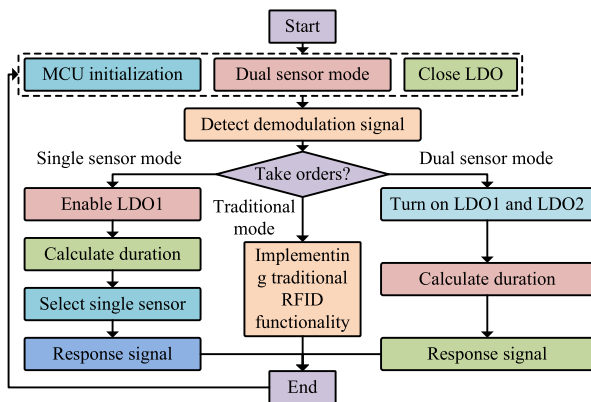 Start
MCU initialization
Dual sensor mode
Close LDO
Detect demodulation signal
Single sensor mode
Take orders?
Dual sensor mode
Enable LDO1
Traditional
mode
Turn on LDO1 and LDO2
Calculate duration
Implementin
g traditional
RFID
functionality
Calculate duration
Select single sensor
Response signal
Response signal
End